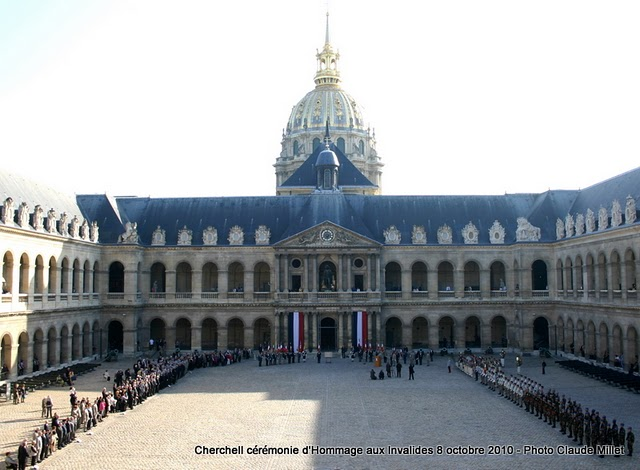 Cherchell cérémonie d'Hommage aux Invalides 8 octobre 2010 - Photo Claude Millet